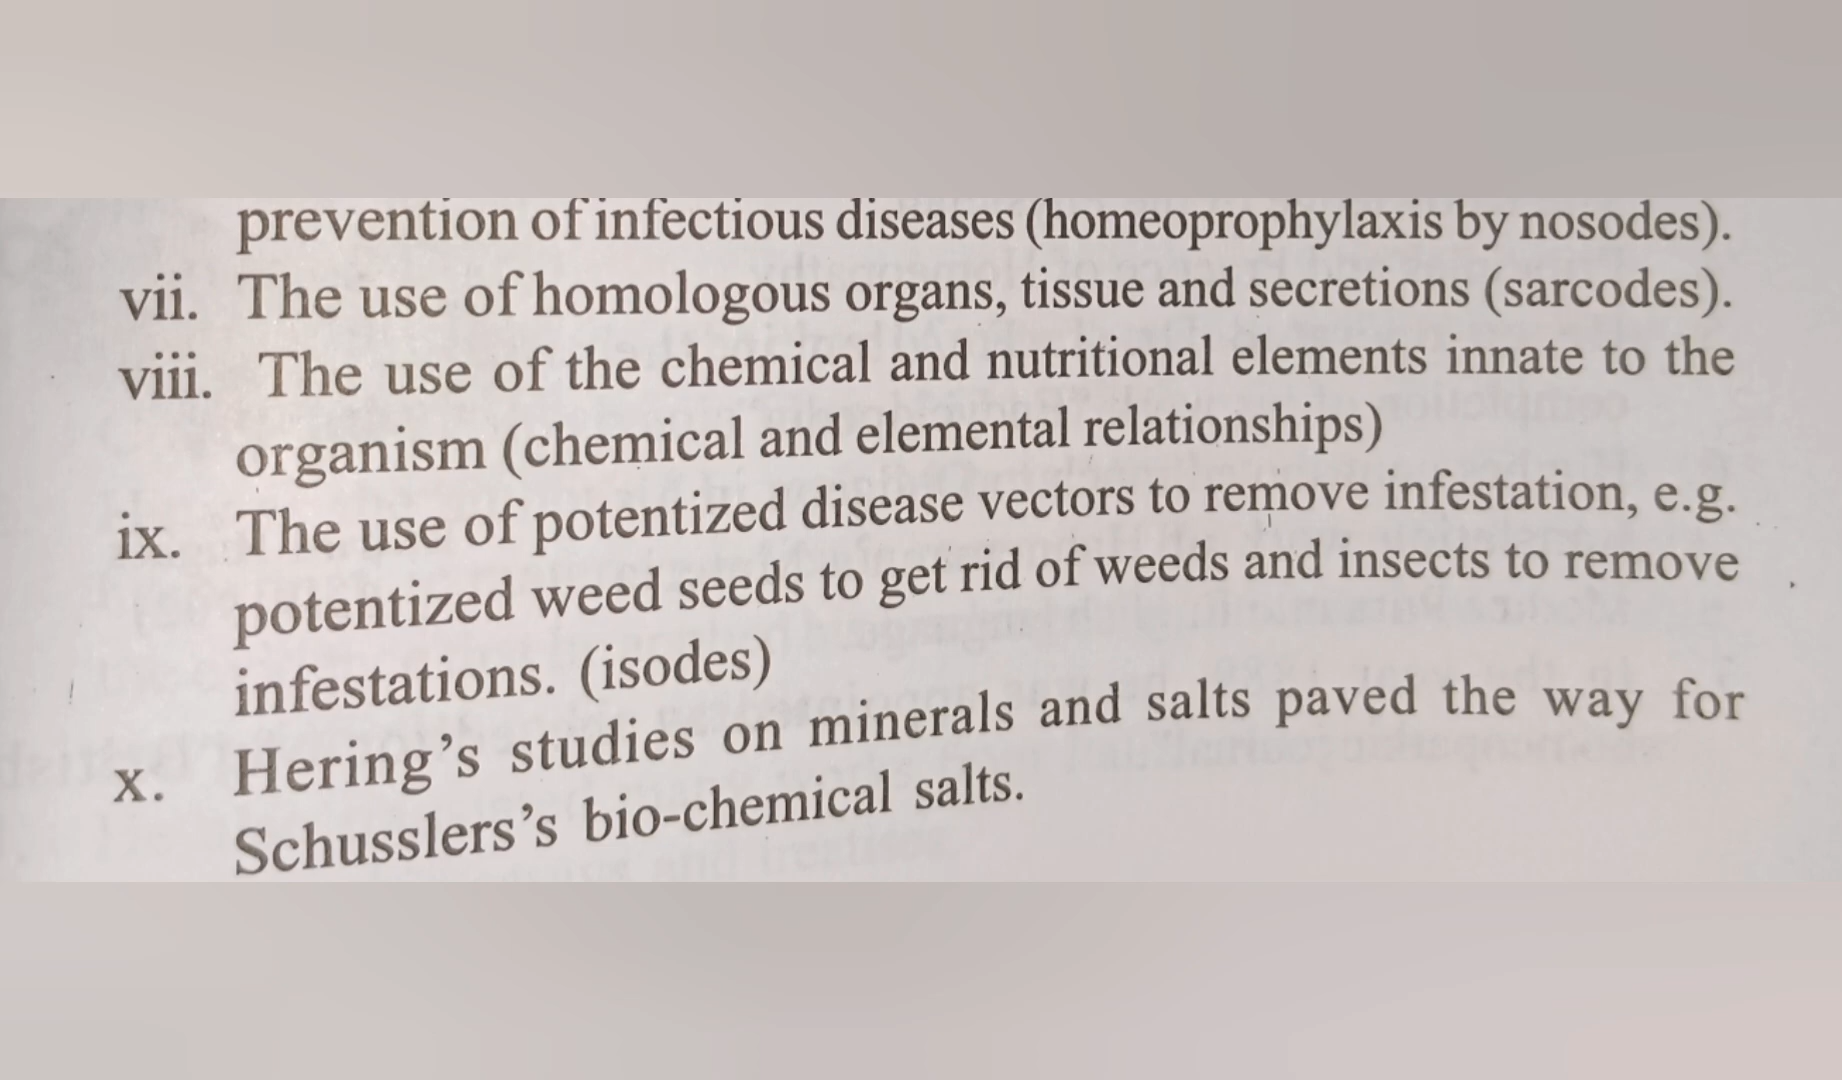 prevention of infectious diseases (homeoprophylaxis by nosodes).
vii. The use of homologous organs, tissue and secretions (sarcodes).
viii. The use of the chemical and nutritional elements innate to the
organism (chemical and elemental relationships)
ix. The use of potentized disease vectors to remove infestation, e.g.
potentized weed seeds to get rid of weeds and insects to remove
infestations. (isodes)
x. Hering's studies on minerals and salts paved the way for
Schusslers's bio-chemical salts.